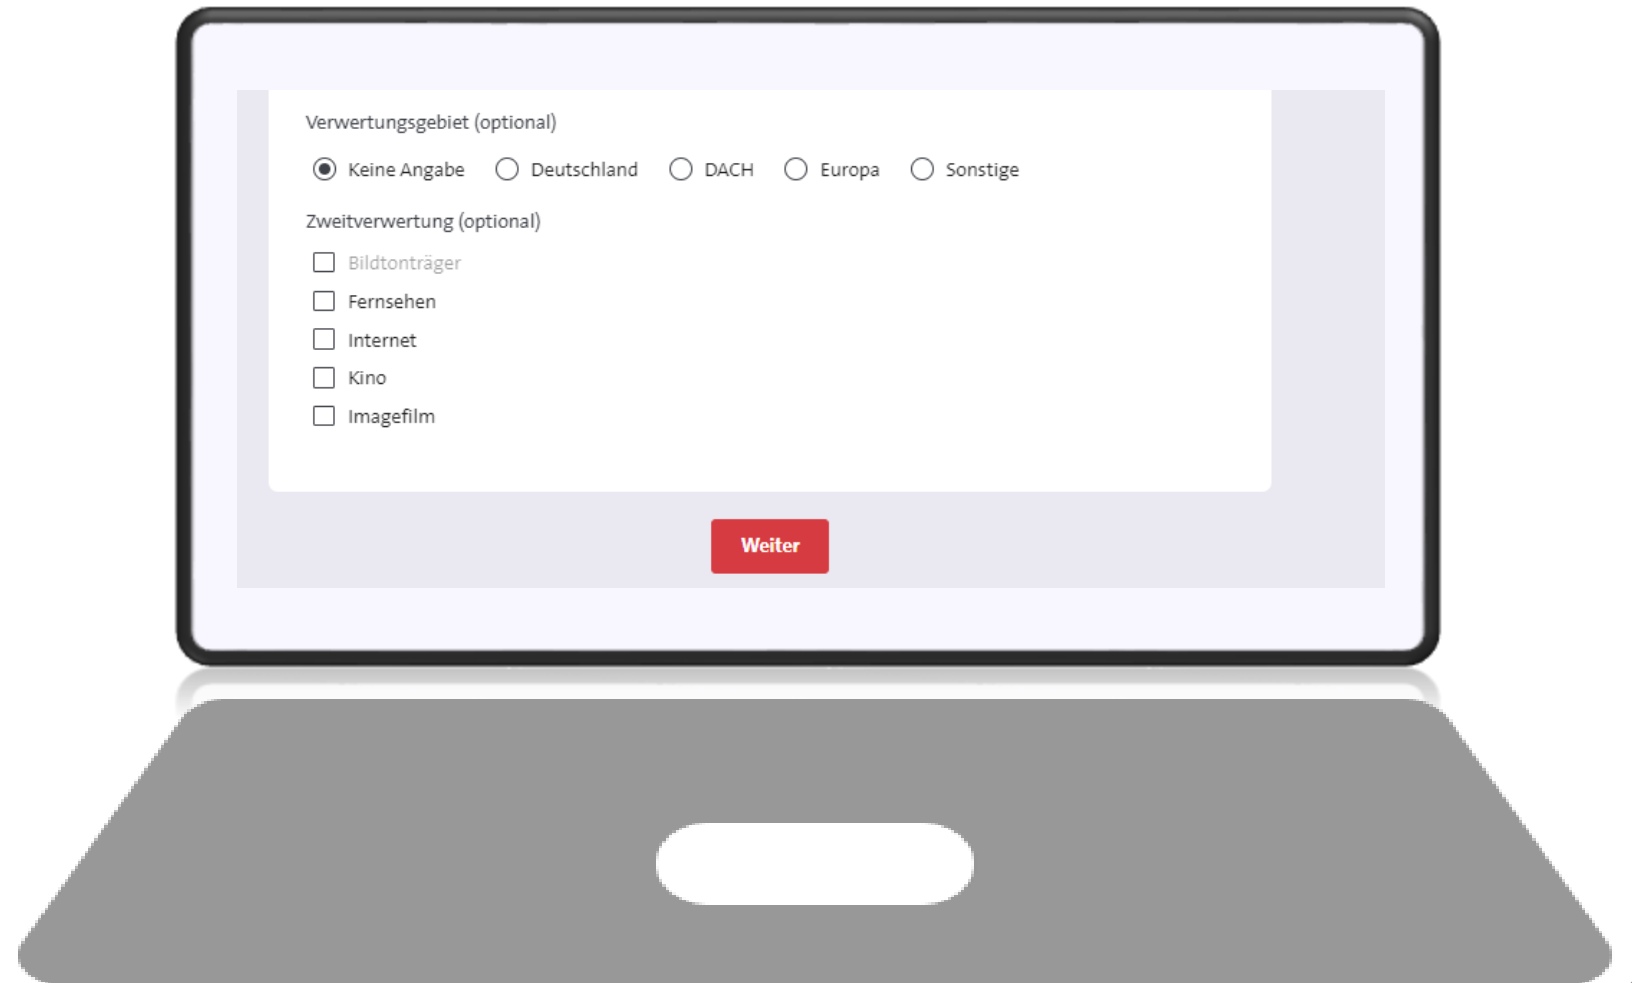 Verwertungsgebiet (optional)
Keine Angabe Deutschland DACH Europa Sonstige
Zweitverwertung (optional)
Bildtonträger
Fernsehen
Internet
Kino
Imagefilm
Weiter